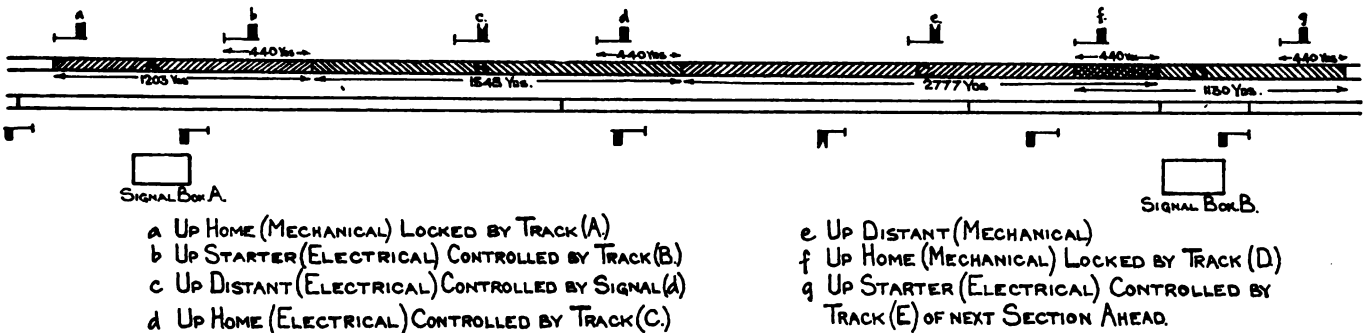 a b c. d e f. g
440 Yds 440 Yds 440 Yds 440 Yds
1203 Yds 1545 Yds. 2777 Yds 1130 Yds.
SIGNAL BOX A.
SIGNAL BOX B.
a UP HOME (MECHANICAL) LOCKED BY TRACK (A.)
b UP STARTER (ELECTRICAL) CONTROLLED BY TRACK (B.)
c UP DISTANT (ELECTRICAL) CONTROLLED BY SIGNAL (d)
d UP HOME (ELECTRICAL) CONTROLLED BY TRACK (C.)
e UP DISTANT (MECHANICAL)
f UP HOME (MECHANICAL) LOCKED BY TRACK (D.)
g UP STARTER (ELECTRICAL) CONTROLLED BY
TRACK (E) OF NEXT SECTION AHEAD.